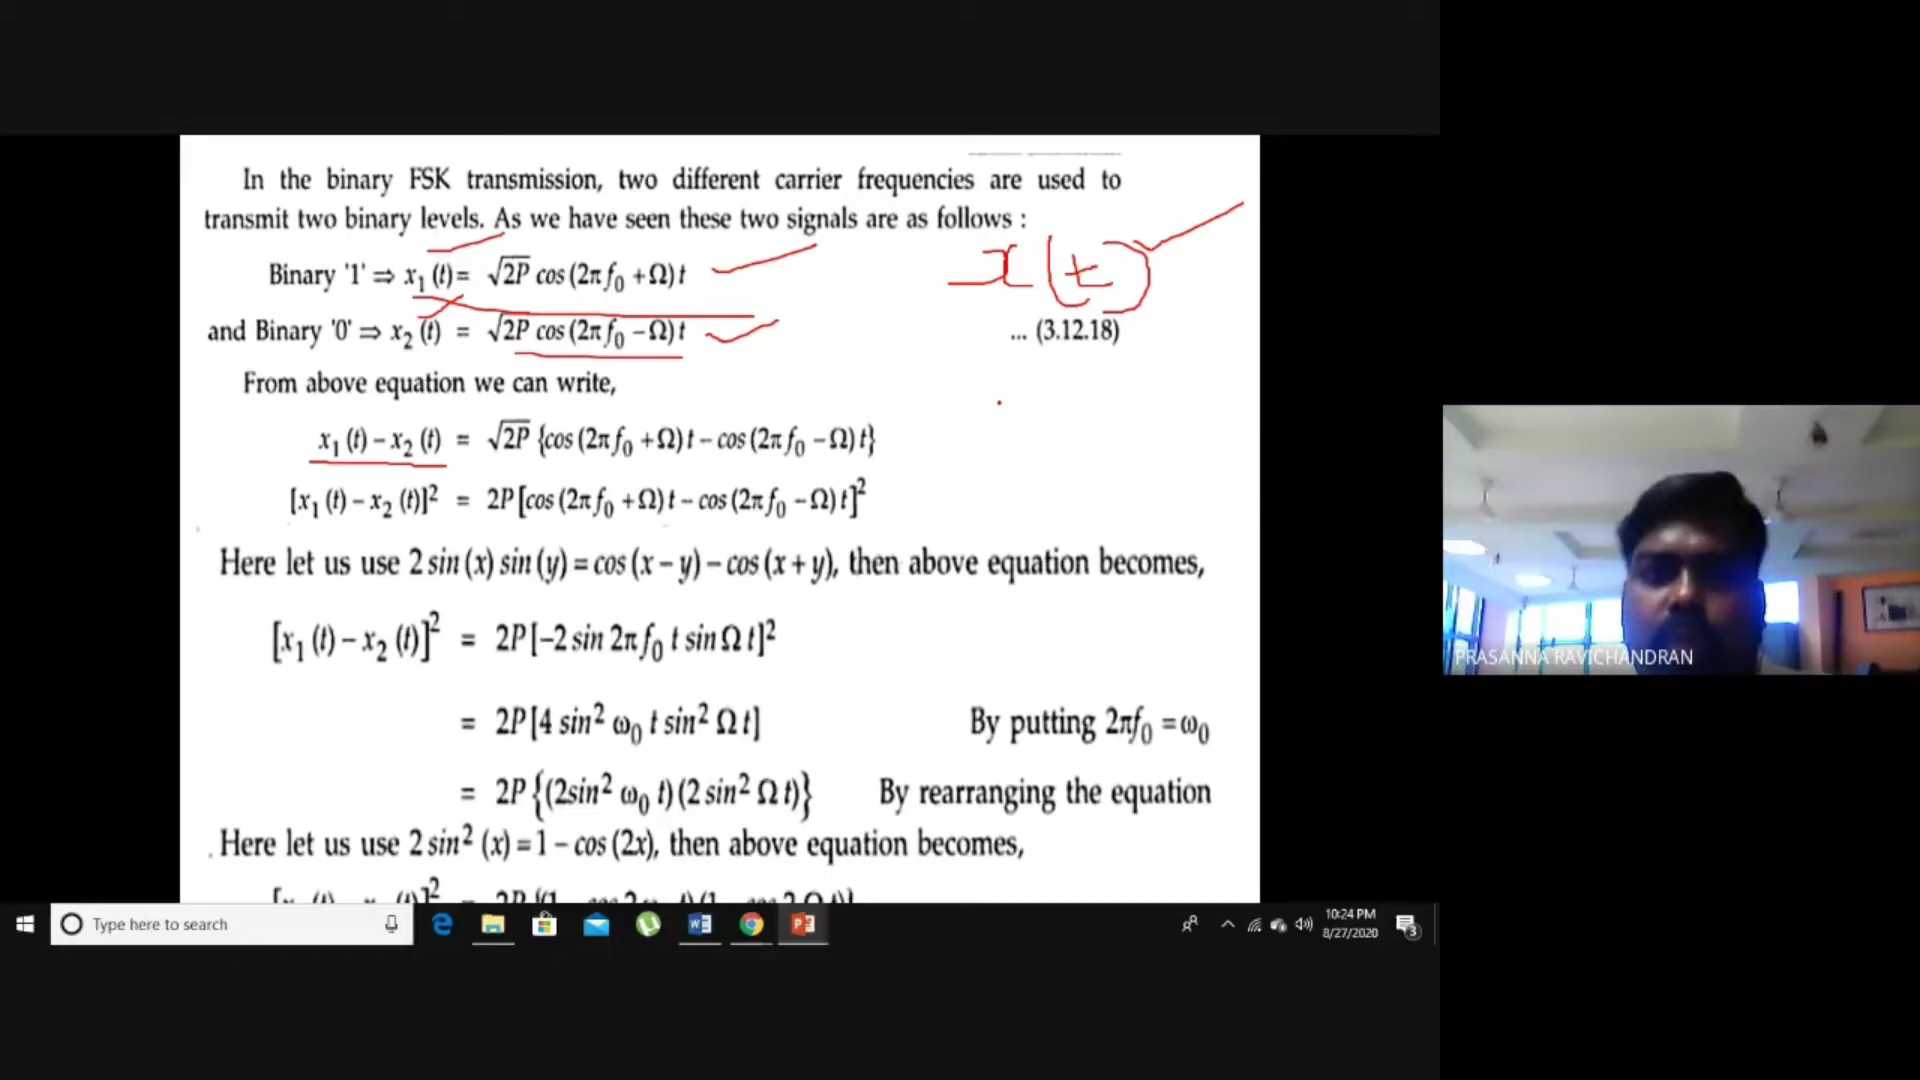 In the binary FSK transmission, two different carrier frequencies are used to
transmit two binary levels. As we have seen these two signals are as follows :
Binary '1' ⇒ x₁ (t) = √2P cos (2π f₀ + Ω) t
x(t)
and Binary '0' ⇒ x₂ (t) = √2P cos (2π f₀ − Ω) t ... (3.12.18)
From above equation we can write,
x₁ (t) − x₂ (t) = √2P {cos (2π f₀ + Ω) t − cos (2π f₀ − Ω) t}
[x₁ (t) − x₂ (t)]² = 2P [cos (2π f₀ + Ω) t − cos (2π f₀ − Ω) t]²
Here let us use 2 sin (x) sin (y) = cos (x − y) − cos (x + y), then above equation becomes,
[x₁ (t) − x₂ (t)]² = 2P [−2 sin 2π f₀ t sin Ω t]²
= 2P [4 sin² ω₀ t sin² Ω t] By putting 2πf₀ = ω₀
= 2P {(2sin² ω₀ t) (2 sin² Ω t)} By rearranging the equation
Here let us use 2 sin² (x) = 1 − cos (2x), then above equation becomes,
PRASANNA RAVICHANDRAN
Type here to search
10:24 PM
8/27/2020
3